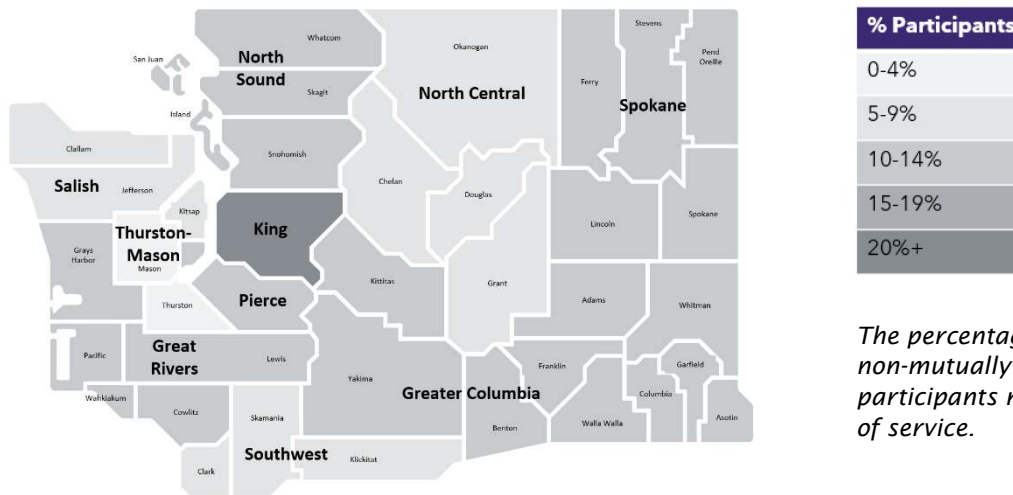 Stevens
Whatcom
Okanogan
San Juan
North
Sound
Pend
Oreille
Skagit
North Central
Ferry
Spokane
Island
Clallam
Snohomish
Chelan
Salish
Jefferson
Douglas
Kitsap
Spokane
Lincoln
Thurston-
Mason
Mason
King
Grays
Harbor
Kittitas
Grant
Pierce
Adams
Whitman
Thurston
Great
Rivers
Lewis
Pacific
Franklin
Garfield
Yakima
Greater Columbia
Columbia
Wahkiakum
Cowlitz
Skamania
Benton
Walla Walla
Asotin
Southwest
Klickitat
Clark
% Participants
0-4%
5-9%
10-14%
15-19%
20%+
The percentag
non-mutually
participants r
of service.